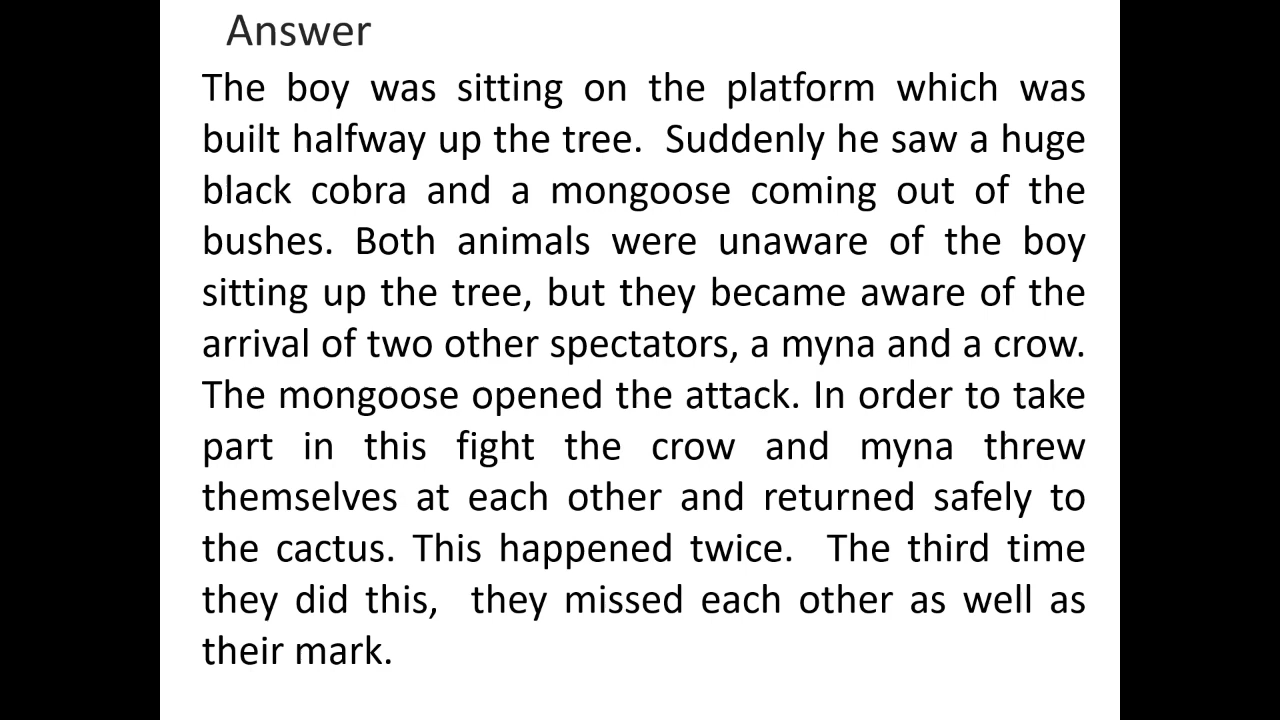 Answer
The boy was sitting on the platform which was
built halfway up the tree.  Suddenly he saw a huge
black cobra and a mongoose coming out of the
bushes. Both animals were unaware of the boy
sitting up the tree, but they became aware of the
arrival of two other spectators, a myna and a crow.
The mongoose opened the attack. In order to take
part in this fight the crow and myna threw
themselves at each other and returned safely to
the cactus. This happened twice.  The third time
they did this,  they missed each other as well as
their mark.